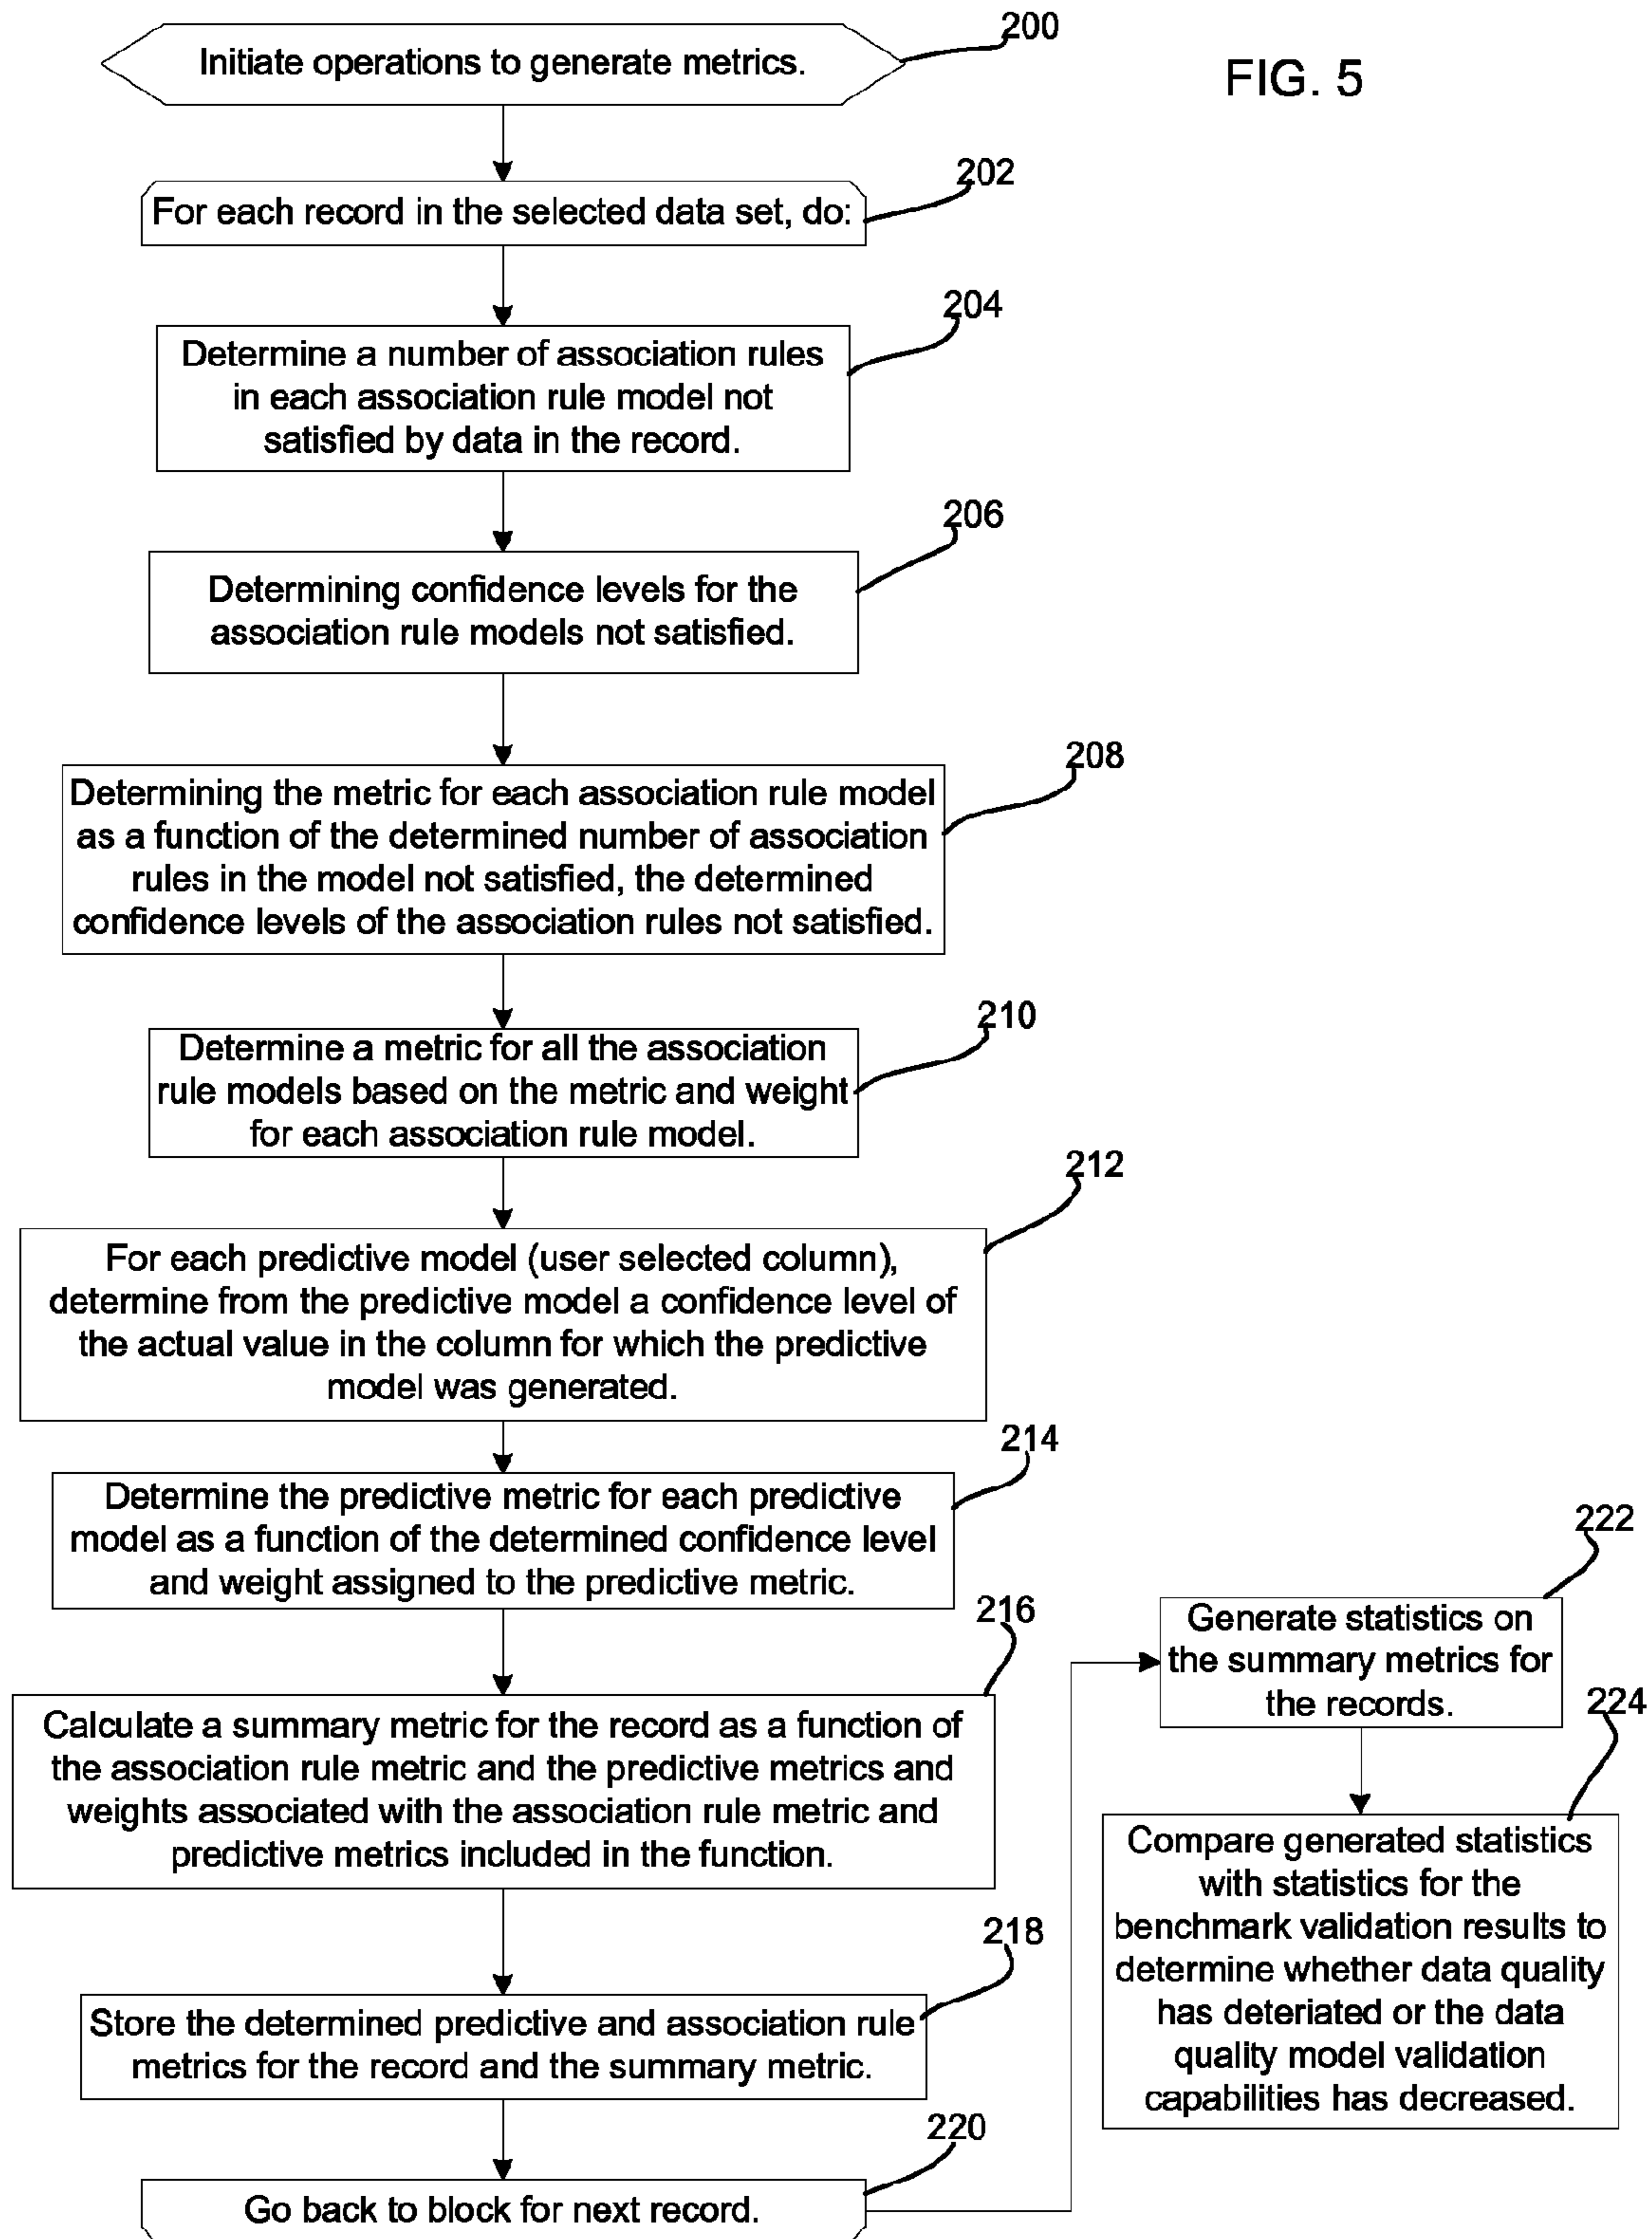 200
Initiate operations to generate metrics.
FIG. 5
202
For each record in the selected data set, do:
204
Determine a number of association rules
in each association rule model not
satisfied by data in the record.
206
Determining confidence levels for the
association rule models not satisfied.
208
Determining the metric for each association rule model
as a function of the determined number of association
rules in the model not satisfied, the determined
confidence levels of the association rules not satisfied.
210
Determine a metric for all the association
rule models based on the metric and weight
for each association rule model.
212
For each predictive model (user selected column),
determine from the predictive model a confidence level of
the actual value in the column for which the predictive
model was generated.
214
Determine the predictive metric for each predictive
model as a function of the determined confidence level
and weight assigned to the predictive metric.
216
Calculate a summary metric for the record as a function of
the association rule metric and the predictive metrics and
weights associated with the association rule metric and
predictive metrics included in the function.
218
Store the determined predictive and association rule
metrics for the record and the summary metric.
220
Go back to block for next record.
222
Generate statistics on
the summary metrics for
the records.
224
Compare generated statistics
with statistics for the
benchmark validation results to
determine whether data quality
has deteriated or the data
quality model validation
capabilities has decreased.